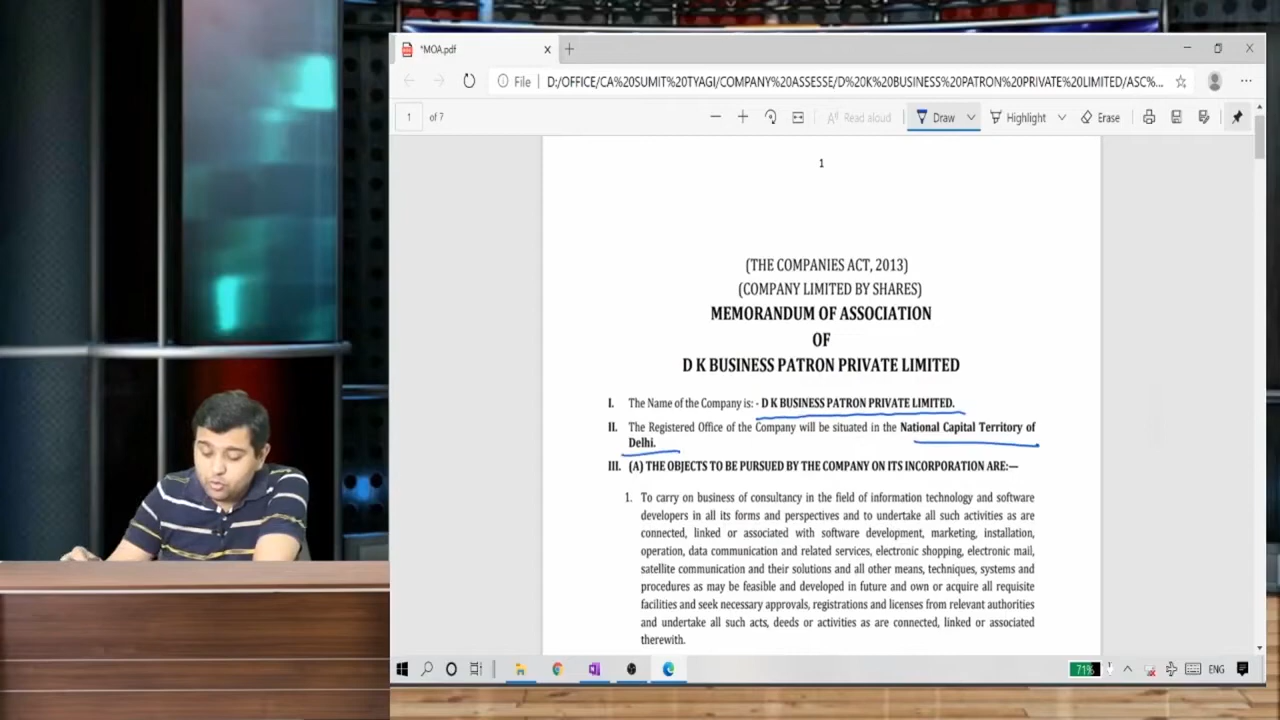 *MOA.pdf
File D:/OFFICE/CA%20SUMIT%20TYAGI/COMPANY%20ASSESSE/D%20K%20BUSINESS%20PATRON%20PRIVATE%20LIMITED/ASC%...
1 of 7 Read aloud Draw Highlight Erase
1
(THE COMPANIES ACT, 2013)
(COMPANY LIMITED BY SHARES)
MEMORANDUM OF ASSOCIATION
OF
D K BUSINESS PATRON PRIVATE LIMITED
I. The Name of the Company is: - D K BUSINESS PATRON PRIVATE LIMITED.
II. The Registered Office of the Company will be situated in the National Capital Territory of
Delhi.
III. (A) THE OBJECTS TO BE PURSUED BY THE COMPANY ON ITS INCORPORATION ARE:—
1. To carry on business of consultancy in the field of information technology and software
developers in all its forms and perspectives and to undertake all such activities as are
connected, linked or associated with software development, marketing, installation,
operation, data communication and related services, electronic shopping, electronic mail,
satellite communication and their solutions and all other means, techniques, systems and
procedures as may be feasible and developed in future and own or acquire all requisite
facilities and seek necessary approvals, registrations and licenses from relevant authorities
and undertake all such acts, deeds or activities as are connected, linked or associated
therewith.
71% ENG